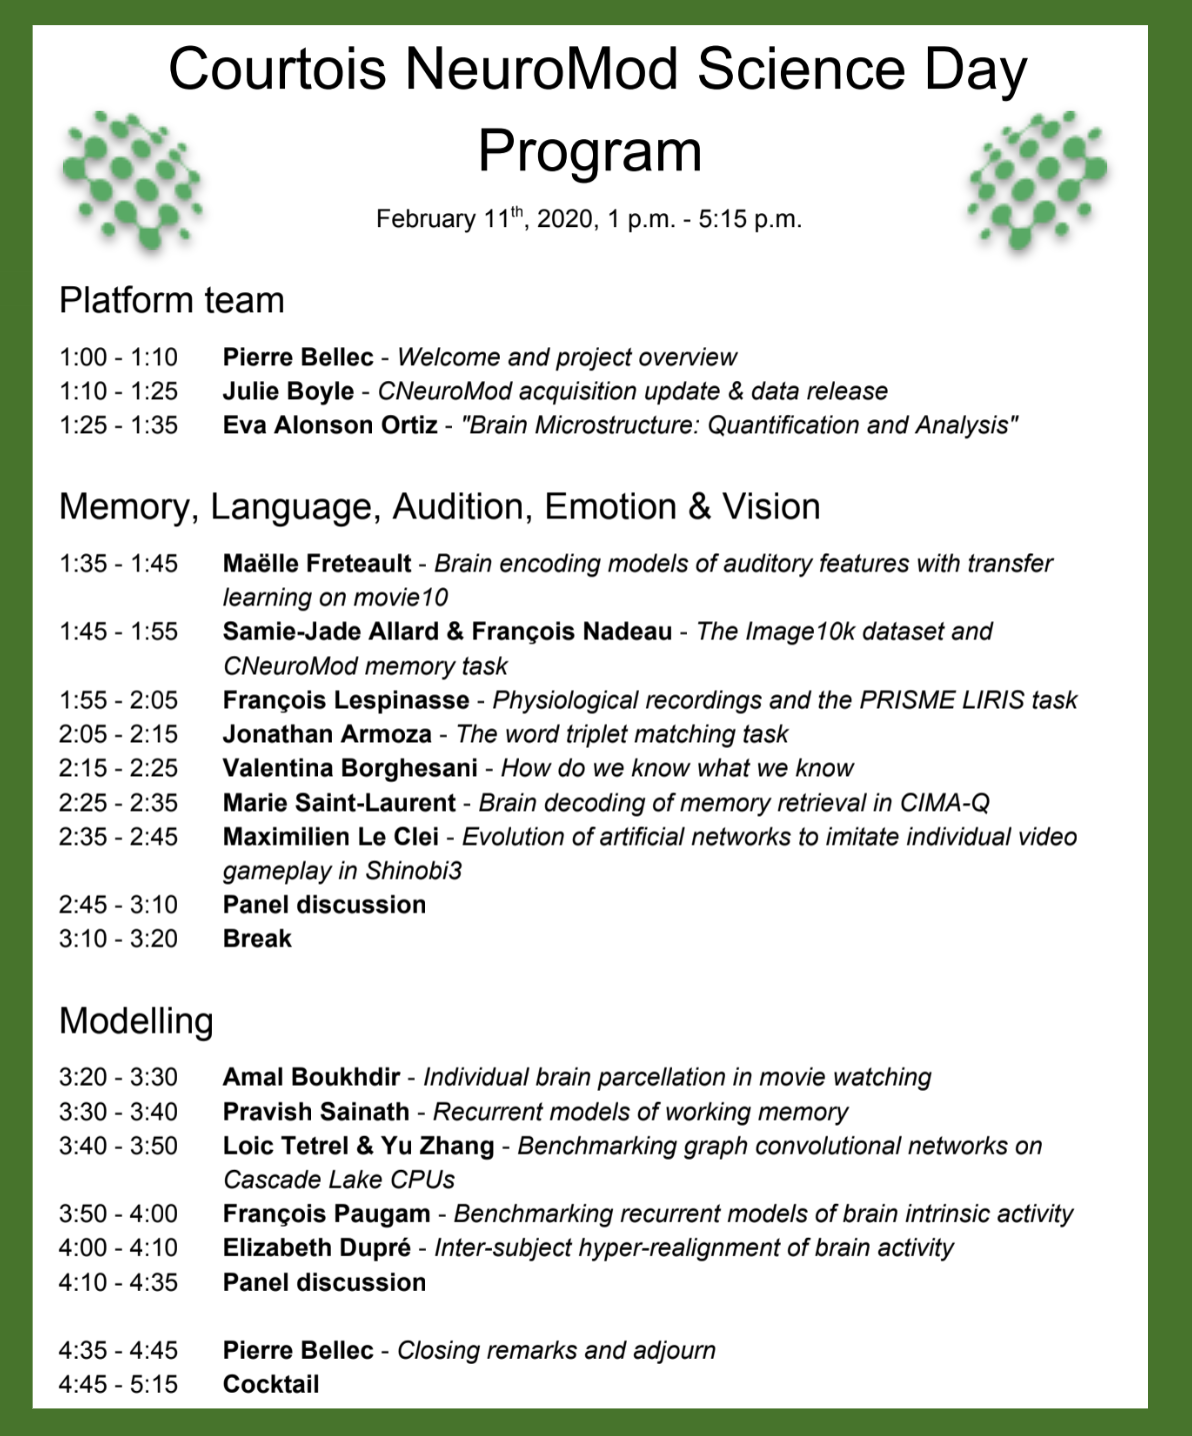 Courtois NeuroMod Science Day
Program
February 11th, 2020, 1 p.m. - 5:15 p.m.
Platform team
1:00 - 1:10 Pierre Bellec - Welcome and project overview
1:10 - 1:25 Julie Boyle - CNeuroMod acquisition update & data release
1:25 - 1:35 Eva Alonson Ortiz - "Brain Microstructure: Quantification and Analysis"
Memory, Language, Audition, Emotion & Vision
1:35 - 1:45 Maëlle Freteault - Brain encoding models of auditory features with transfer
learning on movie10
1:45 - 1:55 Samie-Jade Allard & François Nadeau - The Image10k dataset and
CNeuroMod memory task
1:55 - 2:05 François Lespinasse - Physiological recordings and the PRISME LIRIS task
2:05 - 2:15 Jonathan Armoza - The word triplet matching task
2:15 - 2:25 Valentina Borghesani - How do we know what we know
2:25 - 2:35 Marie Saint-Laurent - Brain decoding of memory retrieval in CIMA-Q
2:35 - 2:45 Maximilien Le Clei - Evolution of artificial networks to imitate individual video
gameplay in Shinobi3
2:45 - 3:10 Panel discussion
3:10 - 3:20 Break
Modelling
3:20 - 3:30 Amal Boukhdir - Individual brain parcellation in movie watching
3:30 - 3:40 Pravish Sainath - Recurrent models of working memory
3:40 - 3:50 Loic Tetrel & Yu Zhang - Benchmarking graph convolutional networks on
Cascade Lake CPUs
3:50 - 4:00 François Paugam - Benchmarking recurrent models of brain intrinsic activity
4:00 - 4:10 Elizabeth Dupré - Inter-subject hyper-realignment of brain activity
4:10 - 4:35 Panel discussion
4:35 - 4:45 Pierre Bellec - Closing remarks and adjourn
4:45 - 5:15 Cocktail